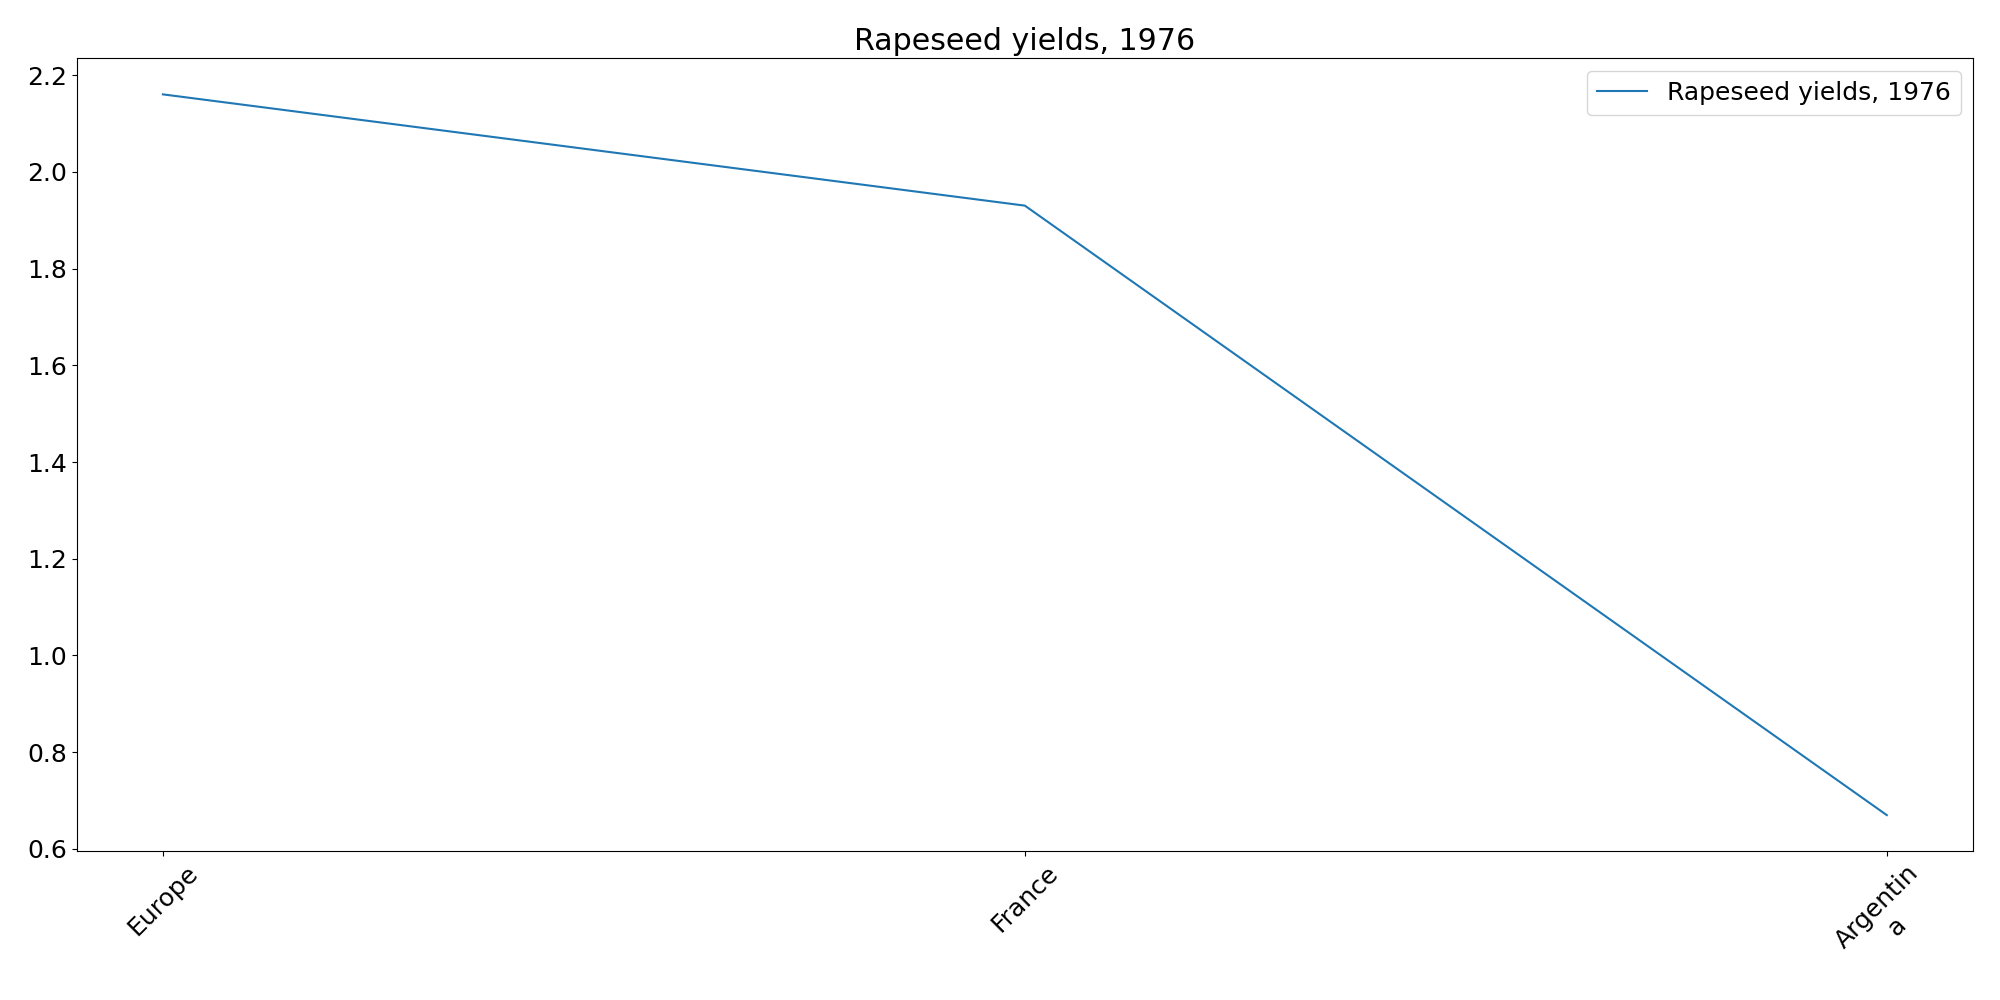 Rapeseed yields, 1976
Rapeseed yields, 1976
2.2
2.0
1.8
1.6
1.4
1.2
1.0
0.8
0.6
Europe
France
Argentin
a